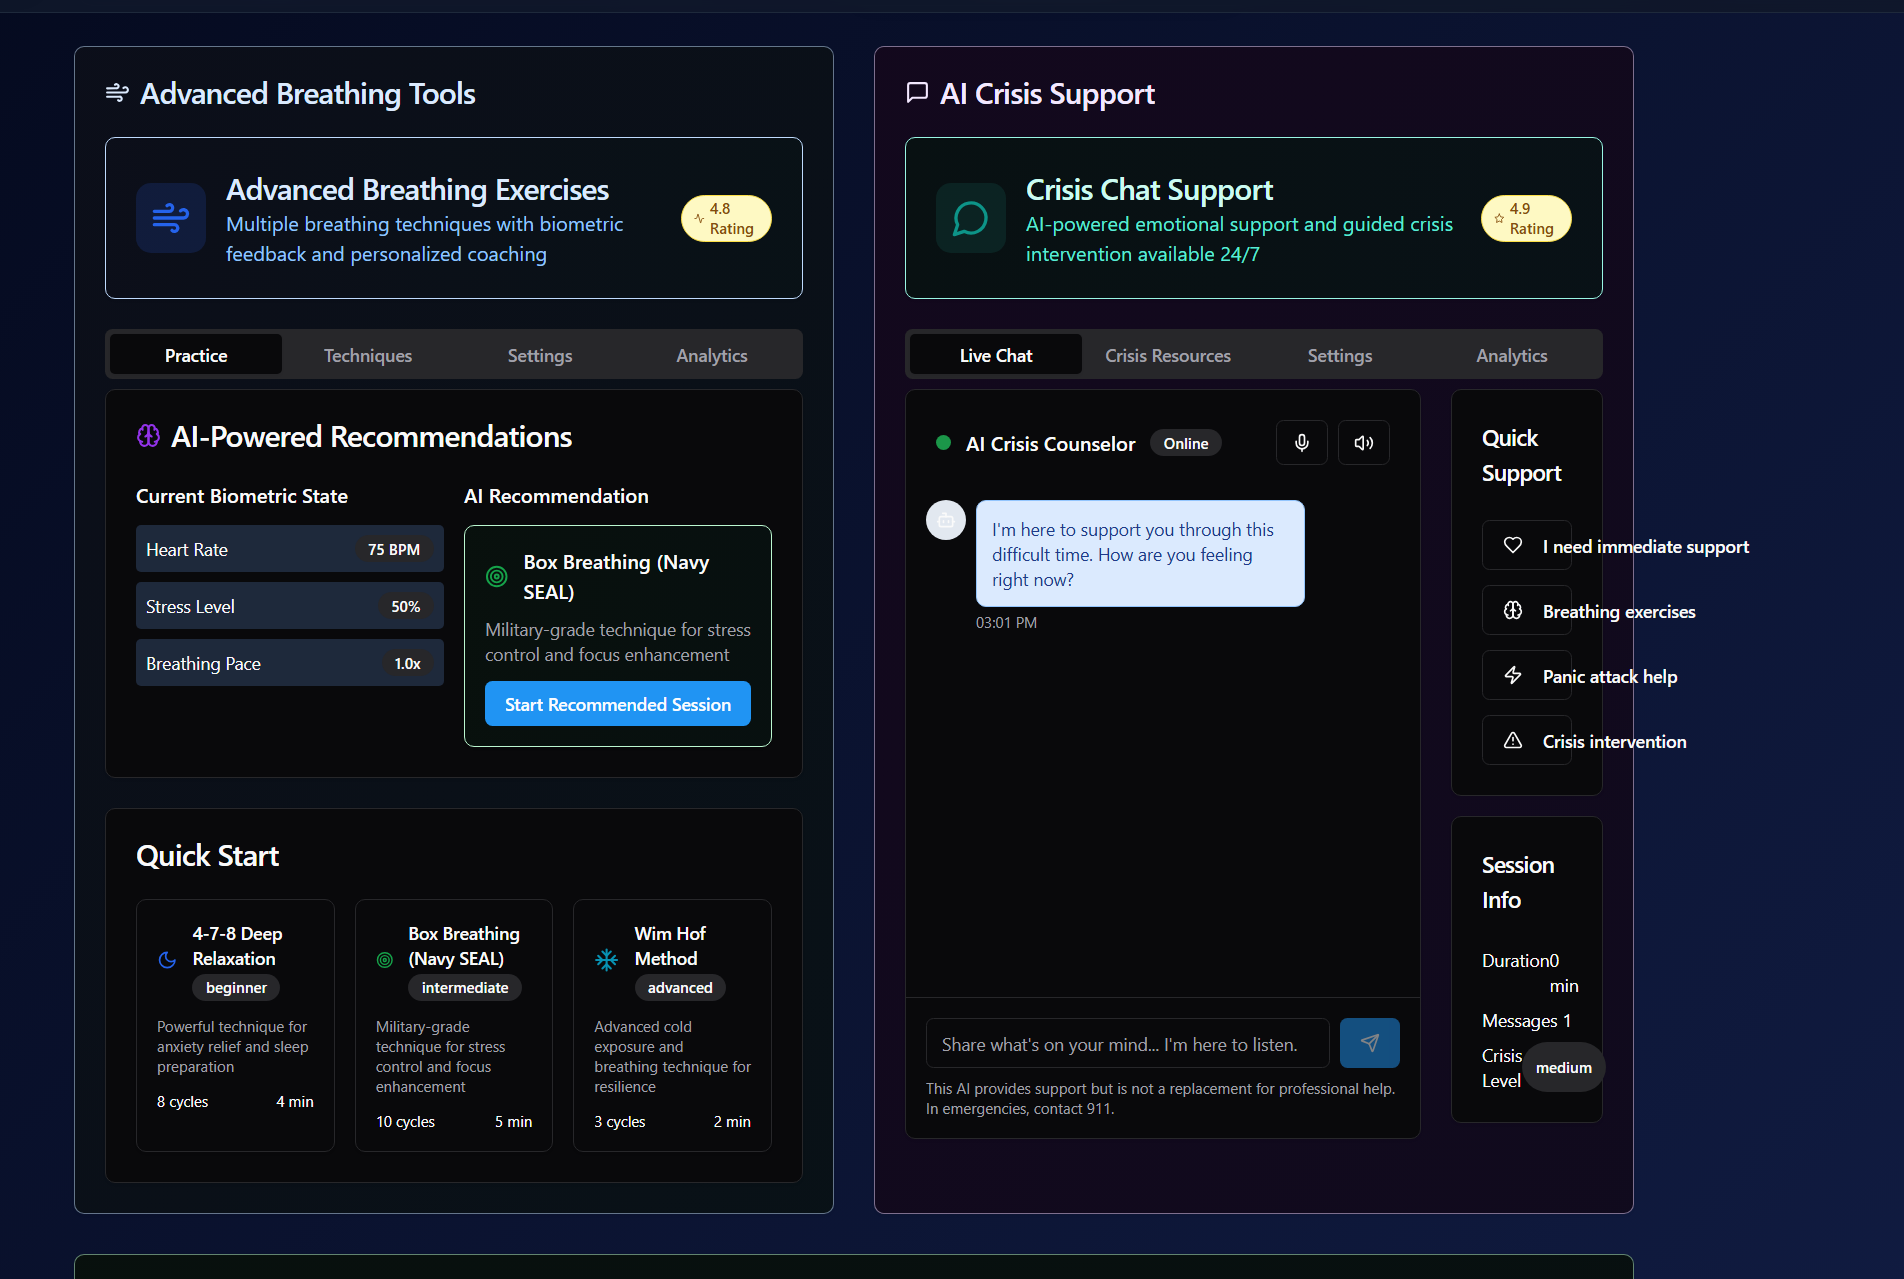 Advanced Breathing Tools
Advanced Breathing Exercises
Multiple breathing techniques with biometric
feedback and personalized coaching
4.8
Rating
Practice
Techniques
Settings
Analytics
AI-Powered Recommendations
Current Biometric State
Heart Rate
75 BPM
Stress Level
50%
Breathing Pace
1.0x
AI Recommendation
Box Breathing (Navy
SEAL)
Military-grade technique for stress
control and focus enhancement
Start Recommended Session
Quick Start
4-7-8 Deep
Relaxation
beginner
Powerful technique for
anxiety relief and sleep
preparation
8 cycles
4 min
Box Breathing
(Navy SEAL)
intermediate
Military-grade
technique for stress
control and focus
enhancement
10 cycles
5 min
Wim Hof
Method
advanced
Advanced cold
exposure and
breathing technique for
resilience
3 cycles
2 min
AI Crisis Support
Crisis Chat Support
AI-powered emotional support and guided crisis
intervention available 24/7
4.9
Rating
Live Chat
Crisis Resources
Settings
Analytics
AI Crisis Counselor
Online
I'm here to support you through this
difficult time. How are you feeling
right now?
03:01 PM
Share what's on your mind... I'm here to listen.
This AI provides support but is not a replacement for professional help.
In emergencies, contact 911.
Quick
Support
I need immediate support
Breathing exercises
Panic attack help
Crisis intervention
Session
Info
Duration0
min
Messages 1
Crisis
Level
medium